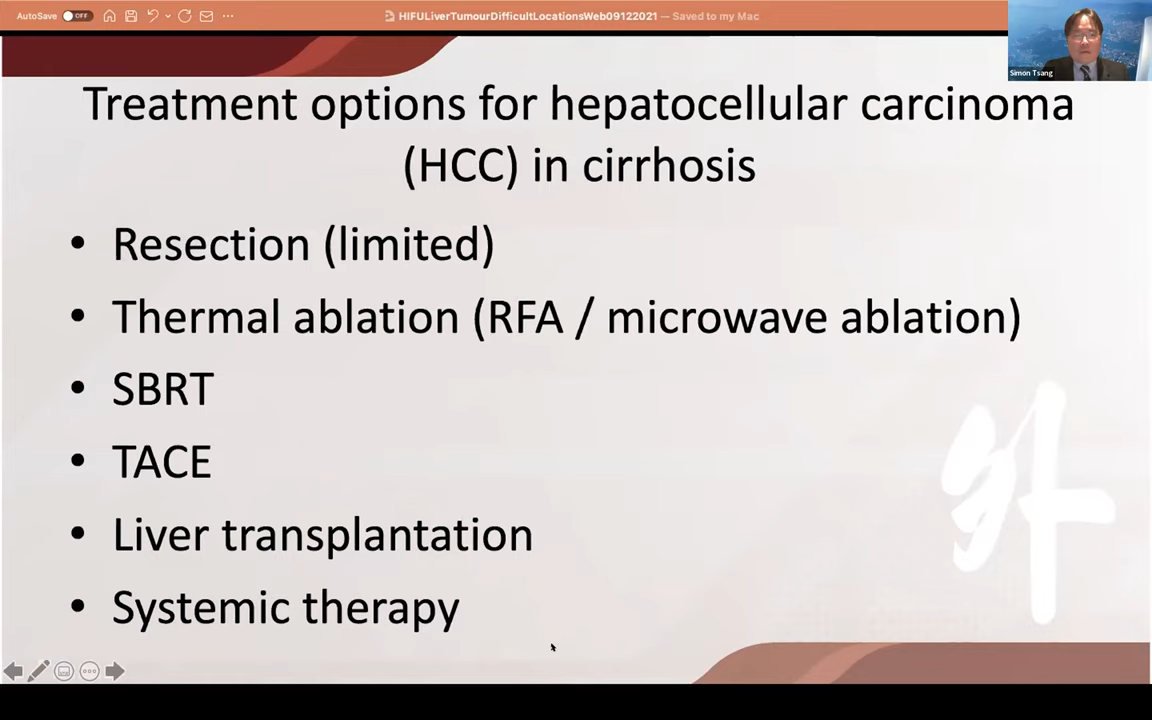 AutoSave OFF
HIFULiverTumourDifficultLocationsWeb09122021 — Saved to my Mac
Simon Tsang
Treatment options for hepatocellular carcinoma
(HCC) in cirrhosis
• Resection (limited)
• Thermal ablation (RFA / microwave ablation)
• SBRT
• TACE
• Liver transplantation
• Systemic therapy
外